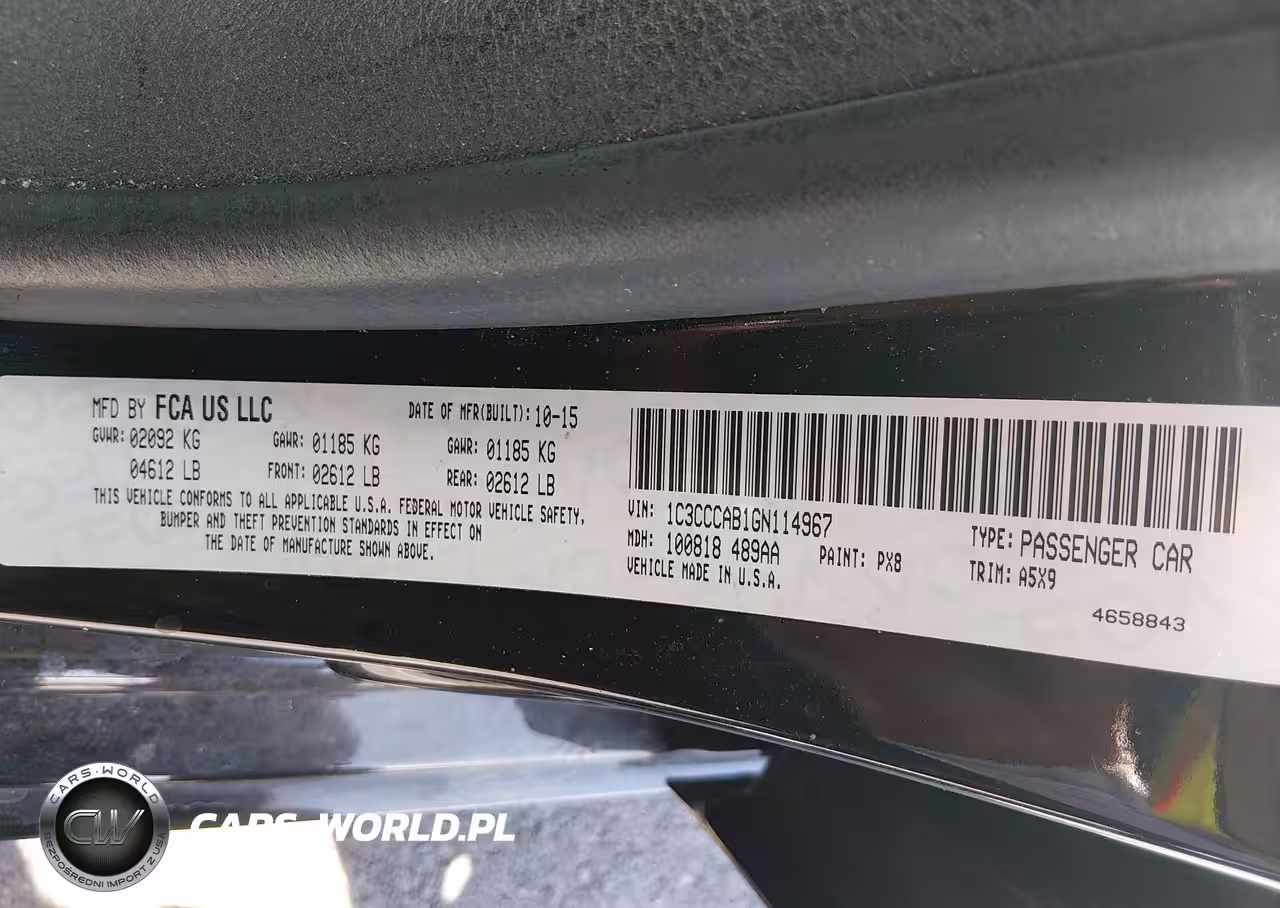 MFD BY FCA US LLC
DATE OF MFR(BUILT): 10-15
GVWR: 02092 KG
GAWR: 01185 KG
GAWR: 01185 KG
04612 LB
FRONT: 02612 LB
REAR: 02612 LB
THIS VEHICLE CONFORMS TO ALL APPLICABLE U.S.A. FEDERAL MOTOR VEHICLE SAFETY,
BUMPER AND THEFT PREVENTION STANDARDS IN EFFECT ON
THE DATE OF MANUFACTURE SHOWN ABOVE.
VIN: 1C3CCCAB1GN114967
TYPE: PASSENGER CAR
MDH: 100818 489AA
PAINT: PX8
TRIM: A5X9
VEHICLE MADE IN U.S.A.
4658843
CARS-WORLD
CW
BEZPOŚREDNI IMPORT Z USA
CARS-WORLD.PL